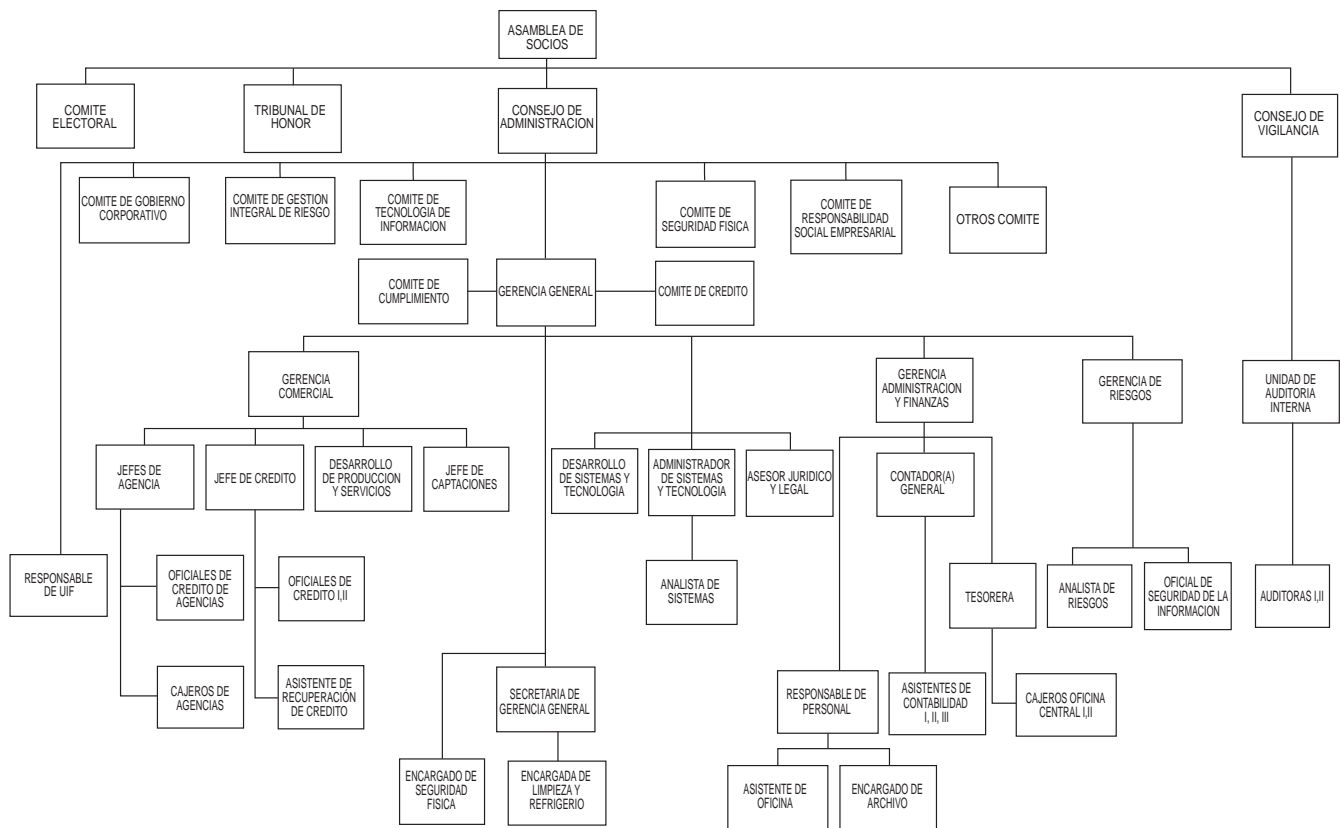 ASAMBLEA DE
SOCIOS
COMITE
ELECTORAL
TRIBUNAL DE
HONOR
CONSEJO DE
ADMINISTRACION
CONSEJO DE
VIGILANCIA
COMITE DE GOBIERNO
CORPORATIVO
COMITE DE GESTION
INTEGRAL DE RIESGO
COMITE DE
TECNOLOGIA DE
INFORMACION
COMITE DE
SEGURIDAD FISICA
COMITE DE
RESPONSABILIDAD
SOCIAL EMPRESARIAL
OTROS COMITE
COMITE DE
CUMPLIMIENTO
GERENCIA GENERAL
COMITE DE CREDITO
GERENCIA
COMERCIAL
GERENCIA
ADMINISTRACION
Y FINANZAS
GERENCIA DE
RIESGOS
UNIDAD DE
AUDITORIA
INTERNA
JEFES DE
AGENCIA
JEFE DE CREDITO
DESARROLLO
DE PRODUCCION
Y SERVICIOS
JEFE DE
CAPTACIONES
DESARROLLO
DE SISTEMAS Y
TECNOLOGIA
ADMINISTRADOR
DE SISTEMAS
Y TECNOLOGIA
ASESOR JURIDICO
Y LEGAL
CONTADOR(A)
GENERAL
RESPONSABLE
DE UIF
OFICIALES DE
CREDITO DE
AGENCIAS
OFICIALES DE
CREDITO I,II
ANALISTA DE
SISTEMAS
TESORERA
ANALISTA DE
RIESGOS
OFICIAL DE
SEGURIDAD DE LA
INFORMACION
AUDITORAS I,II
CAJEROS DE
AGENCIAS
ASISTENTE DE
RECUPERACIÓN
DE CREDITO
SECRETARIA DE
GERENCIA GENERAL
RESPONSABLE DE
PERSONAL
ASISTENTES DE
CONTABILIDAD
I, II, III
CAJEROS OFICINA
CENTRAL I,II
ENCARGADO DE
SEGURIDAD
FISICA
ENCARGADA DE
LIMPIEZA Y
REFRIGERIO
ASISTENTE DE
OFICINA
ENCARGADO DE
ARCHIVO